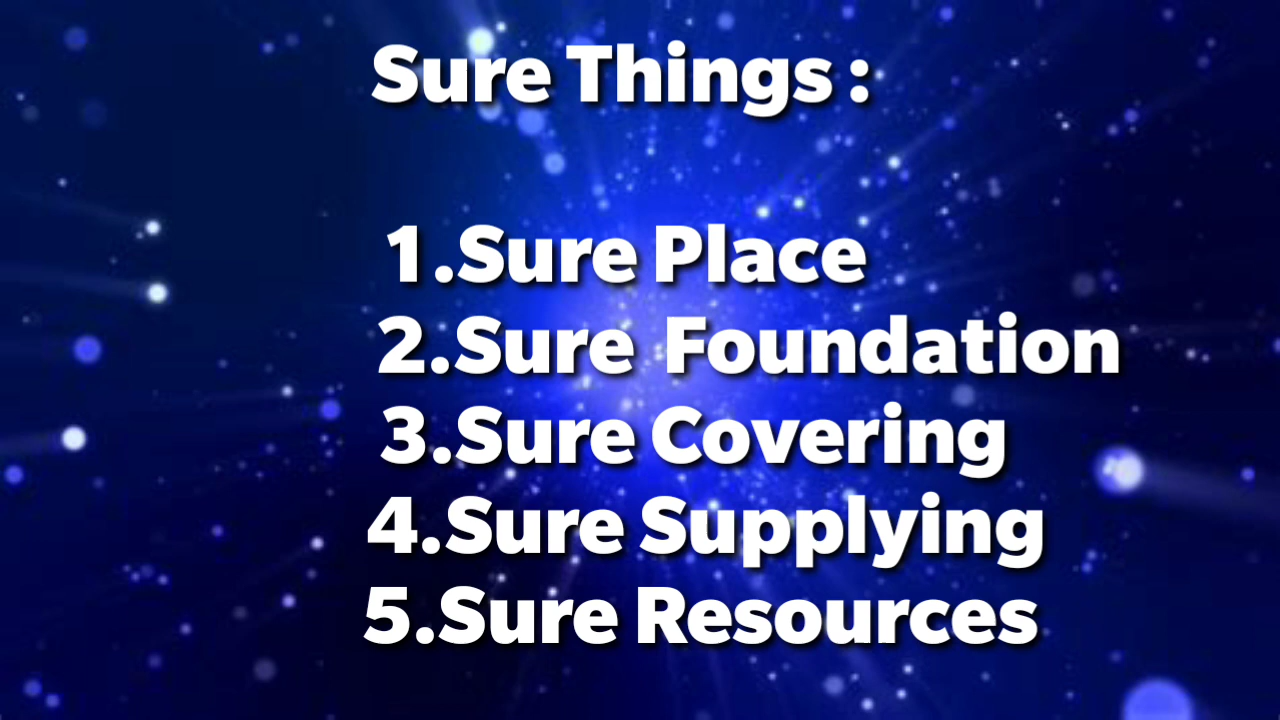 Sure Things :
1.Sure Place
2.Sure  Foundation
3.Sure Covering
4.Sure Supplying
5.Sure Resources